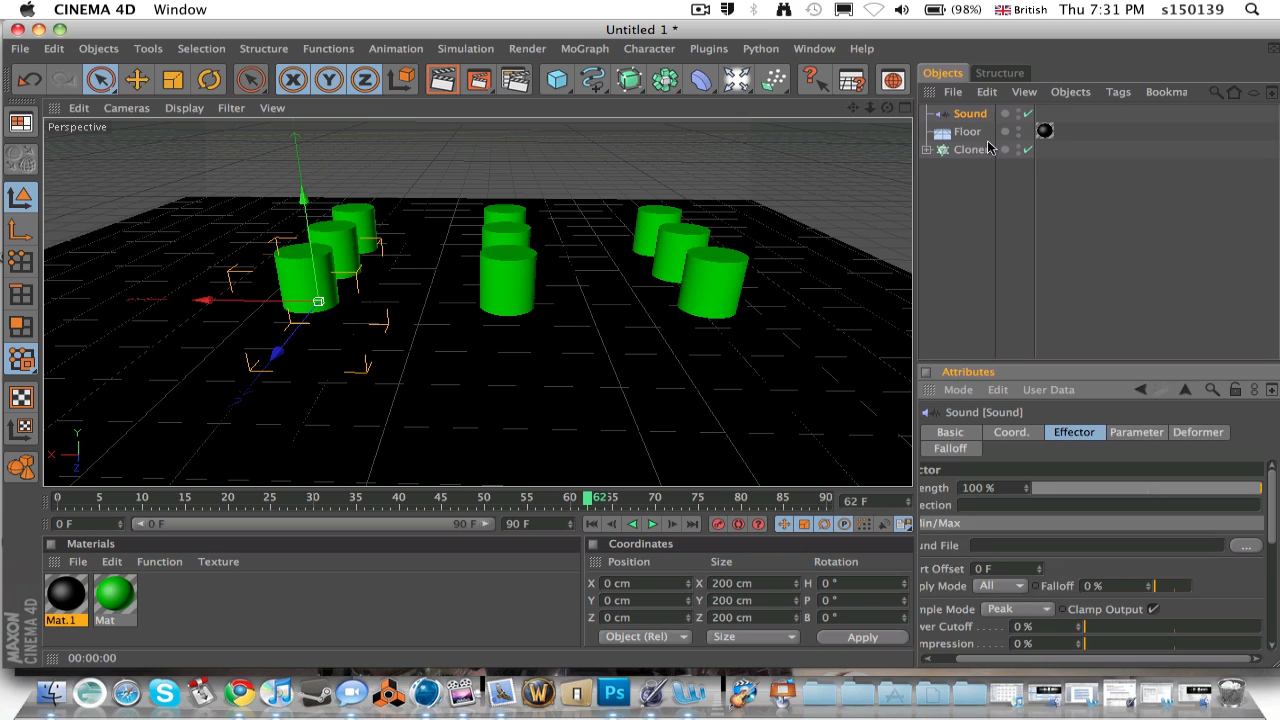 CINEMA 4D Window (98%) British Thu 7:31 PM s150139
Untitled 1 *
File Edit Objects Tools Selection Structure Functions Animation Simulation Render MoGraph Character Plugins Python Window Help
X Y Z
Objects Structure
File Edit View Objects Tags Bookma
Edit Cameras Display Filter View
Perspective
Sound
Floor
Clone
Y
X
Z
Attributes
Mode Edit User Data
Sound [Sound]
Basic Coord. Effector Parameter Deformer
Falloff
ctor
ength 100 %
ection
Min/Max
und File ...
rt Offset 0 F
ply Mode All Falloff 0 %
mple Mode Peak Clamp Output
wer Cutoff 0 %
mpression 0 %
0 5 10 15 20 25 30 35 40 45 50 55 60 6265 70 75 80 85 90 62 F
0 F 0 F 90 F 90 F
Materials
File Edit Function Texture
Mat.1 Mat
Coordinates
Position Size Rotation
X 0 cm X 200 cm H 0 °
Y 0 cm Y 200 cm P 0 °
Z 0 cm Z 200 cm B 0 °
Object (Rel) Size Apply
MAXON CINEMA 4D
00:00:00
Ps